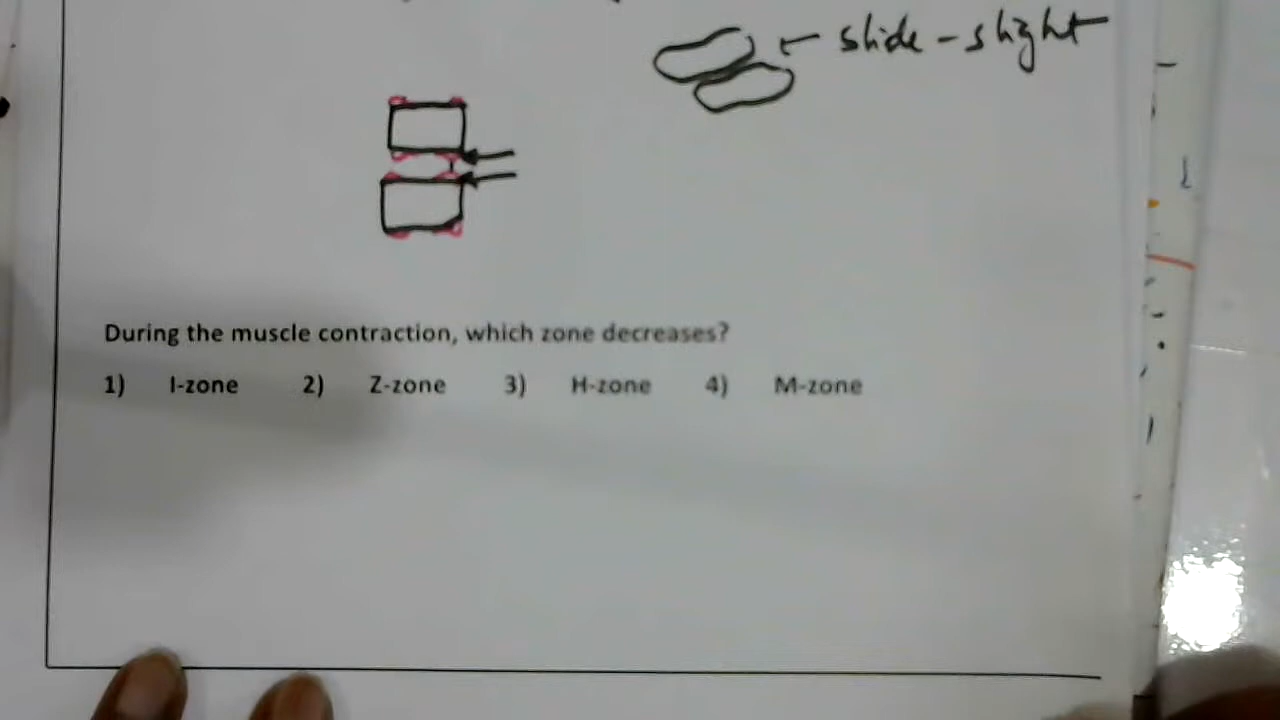 slide - slight
During the muscle contraction, which zone decreases?
1) I-zone 2) Z-zone 3) H-zone 4) M-zone